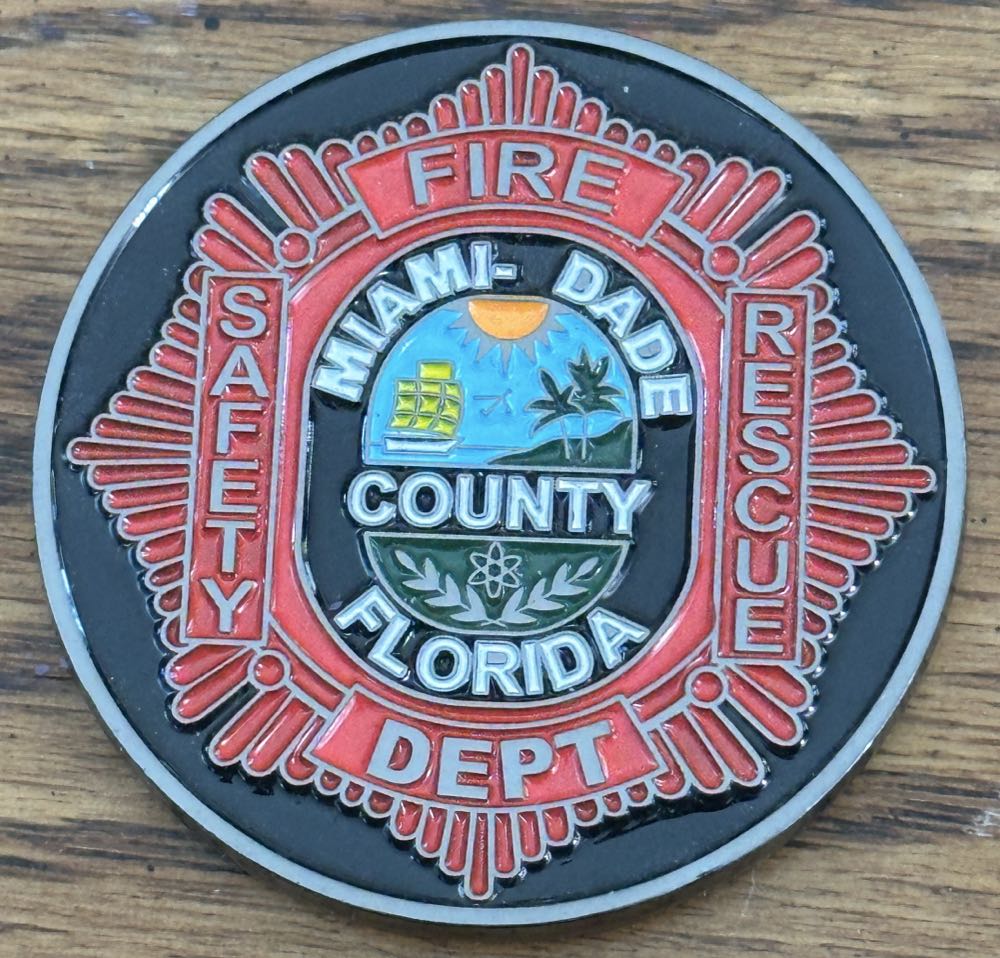 FIRE
MIAMI- DADE
SAFETY
RESCUE
COUNTY
FLORIDA
DEPT